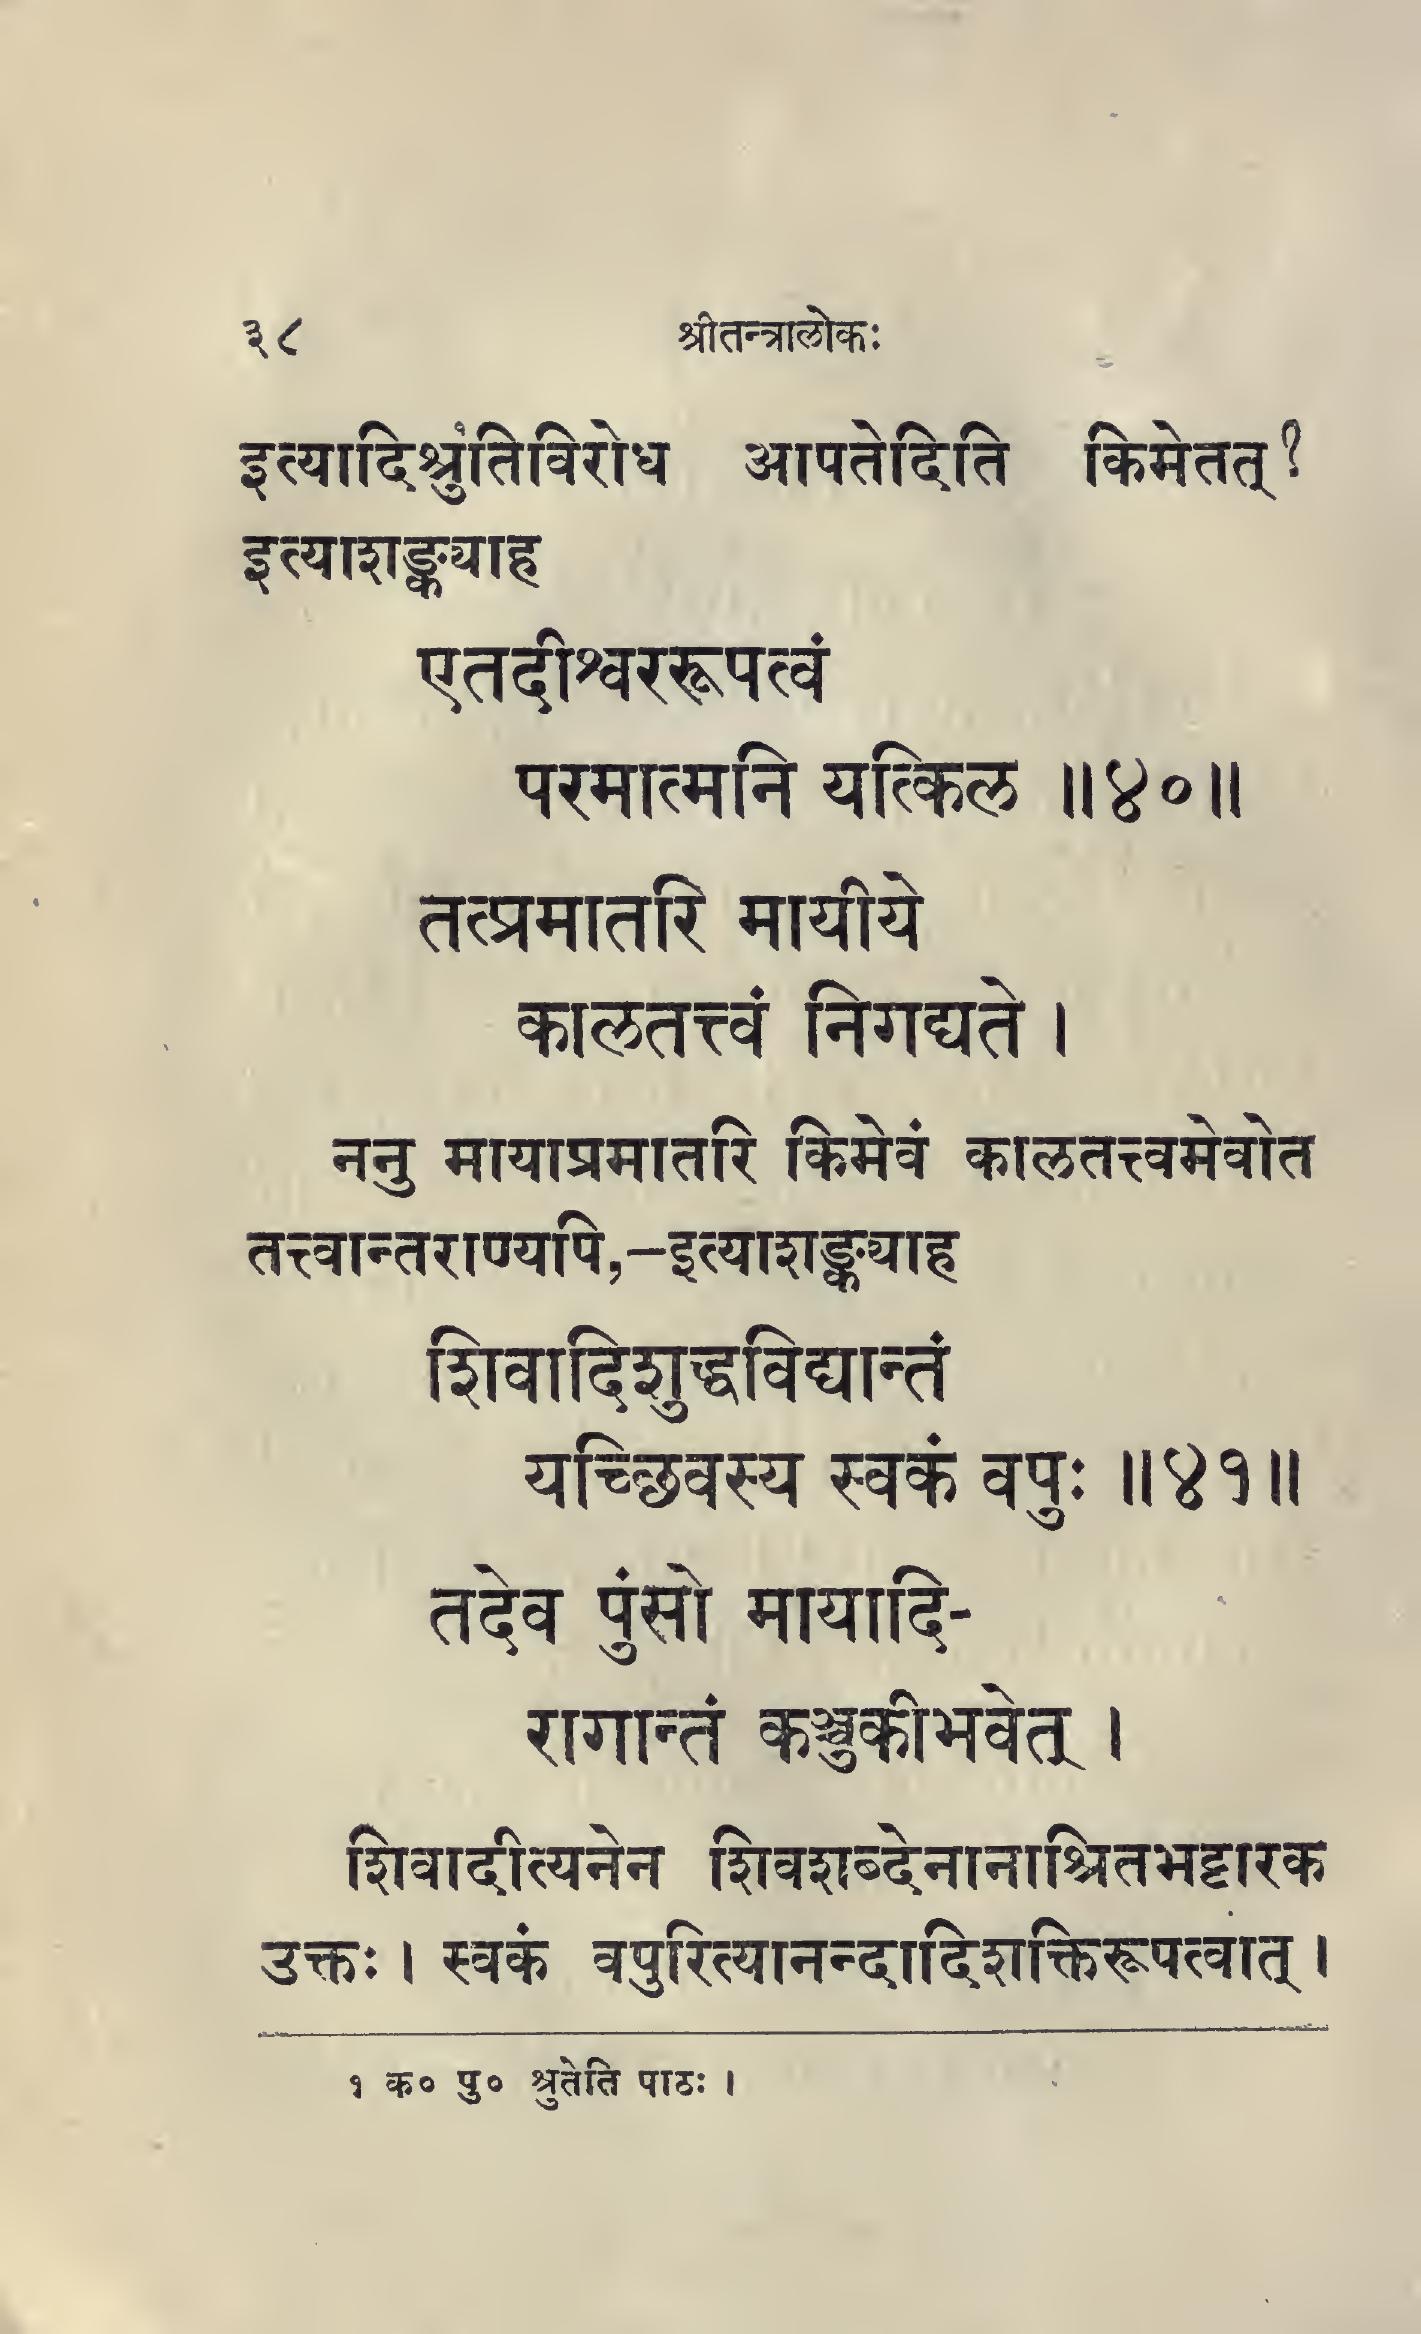 ३८ श्रीतन्त्रालोकः
इत्यादिश्रु१तिविरोध आपतेदिति किमेतत्?
इत्याशङ्क्याह
एतदीश्वररूपत्वं
परमात्मनि यत्किल ॥४०॥
तत्प्रमातरि मायीये
कालतत्त्वं निगद्यते ।
ननु मायाप्रमातरि किमेवं कालतत्त्वमेवोत
तत्त्वान्तराण्यपि,—इत्याशङ्क्याह
शिवादिशुद्धविद्यान्तं
यच्छिवस्य स्वकं वपुः ॥४१॥
तदेव पुंसो मायादि-
रागान्तं कञ्चुकीभवेत् ।
शिवादीत्यनेन शिवशब्देनानाश्रितभट्टारक
उक्तः । स्वकं वपुरित्यानन्दादिशक्तिरूपत्वात् ।
१ क० पु० श्रुतेति पाठः ।